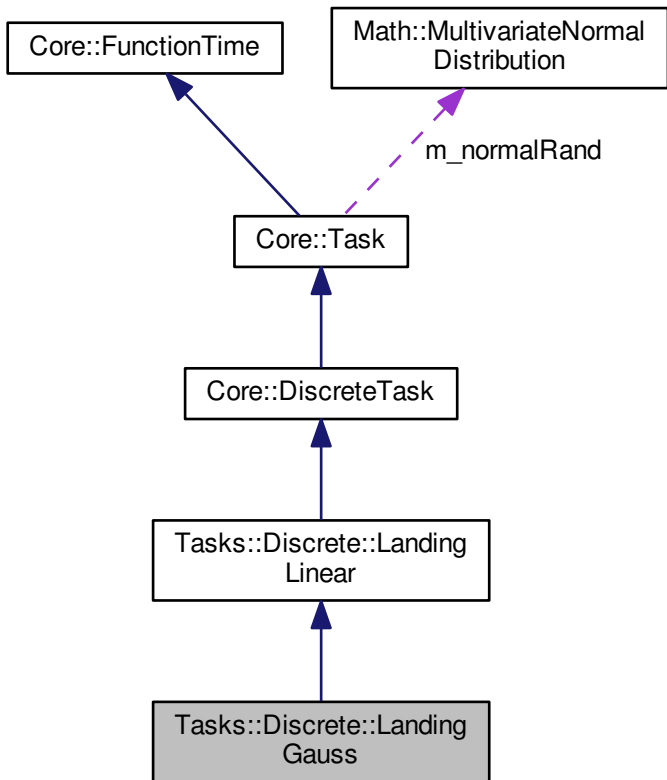 Core::FunctionTime
Math::MultivariateNormal
Distribution
m_normalRand
Core::Task
Core::DiscreteTask
Tasks::Discrete::Landing
Linear
Tasks::Discrete::Landing
Gauss